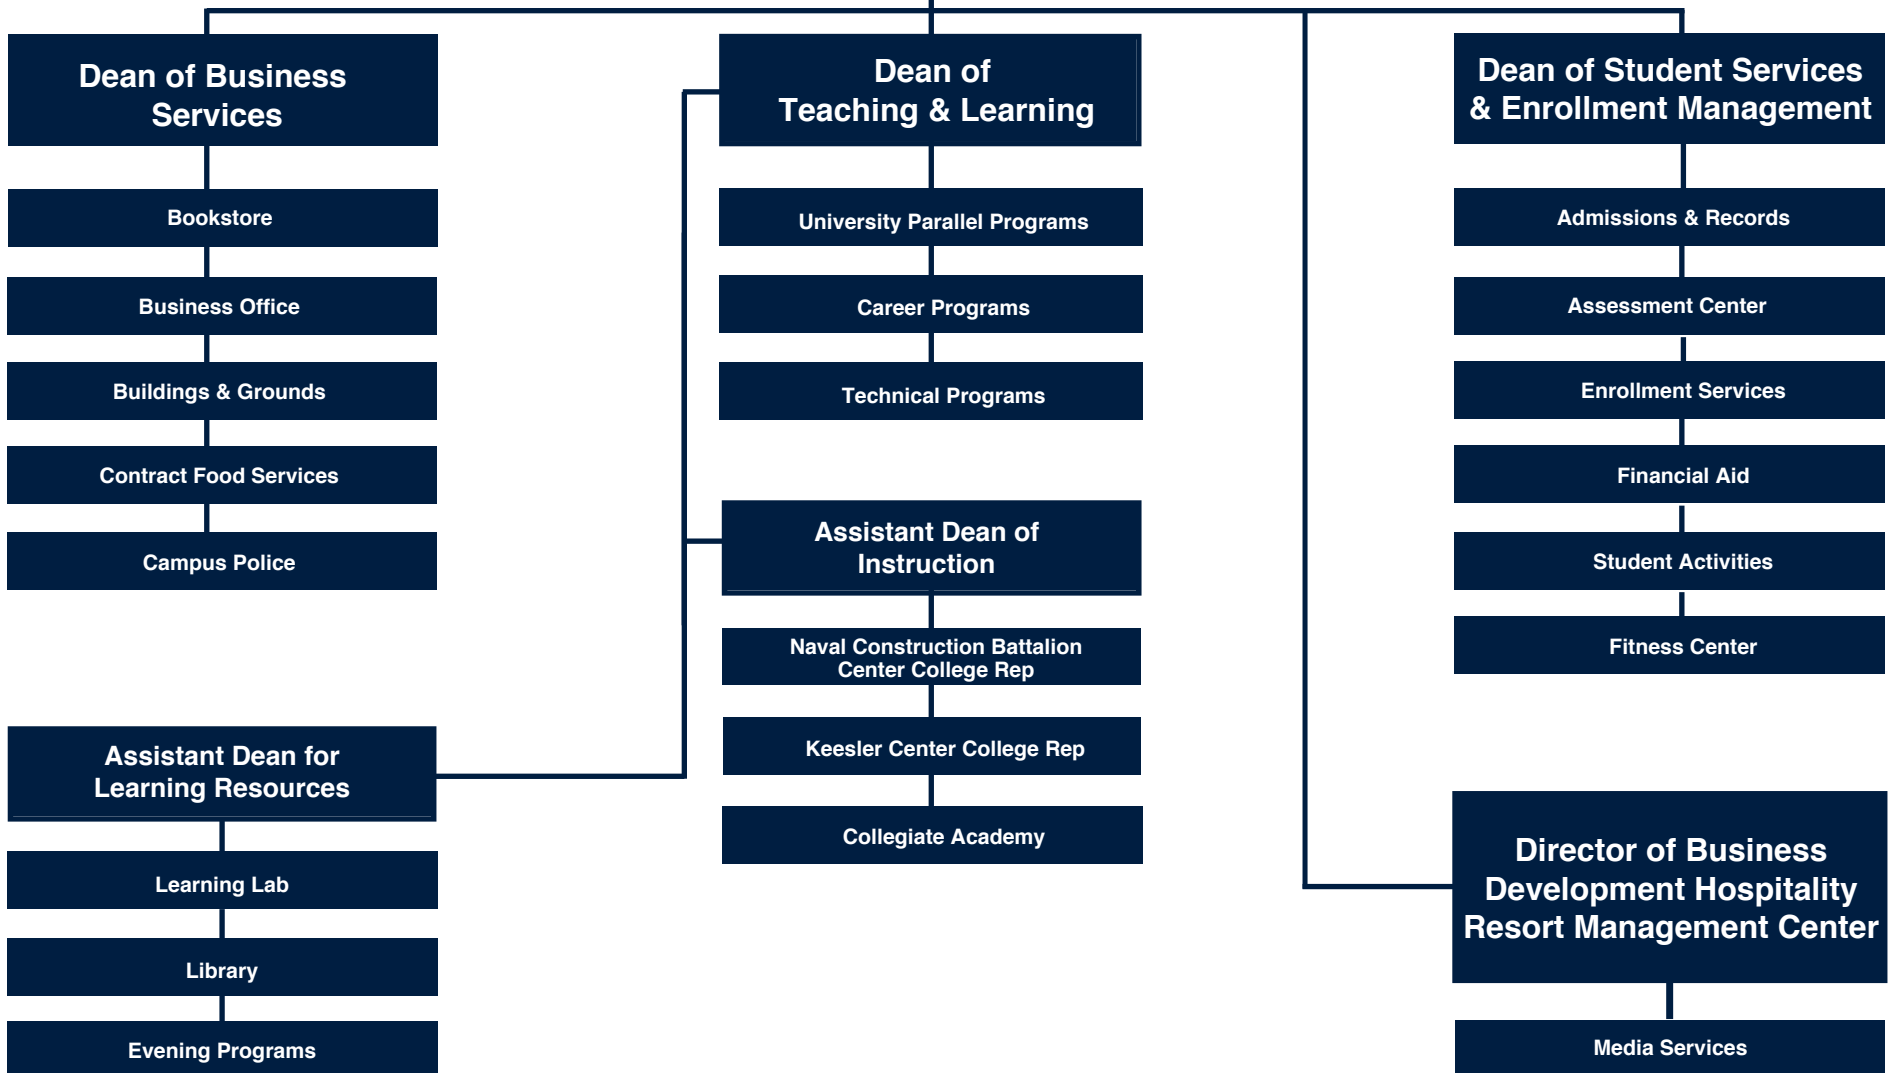 Dean of Business
Services
Bookstore
Business Office
Buildings & Grounds
Contract Food Services
Campus Police
Dean of
Teaching & Learning
University Parallel Programs
Career Programs
Technical Programs
Assistant Dean of
Instruction
Naval Construction Battalion
Center College Rep
Keesler Center College Rep
Collegiate Academy
Assistant Dean for
Learning Resources
Learning Lab
Library
Evening Programs
Dean of Student Services
& Enrollment Management
Admissions & Records
Assessment Center
Enrollment Services
Financial Aid
Student Activities
Fitness Center
Director of Business
Development Hospitality
Resort Management Center
Media Services